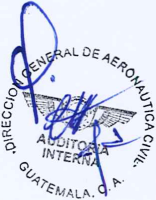 DIRECCION GENERAL DE AERONAUTICA CIVIL
AUDITORIA
INTERNA
GUATEMALA, C. A.